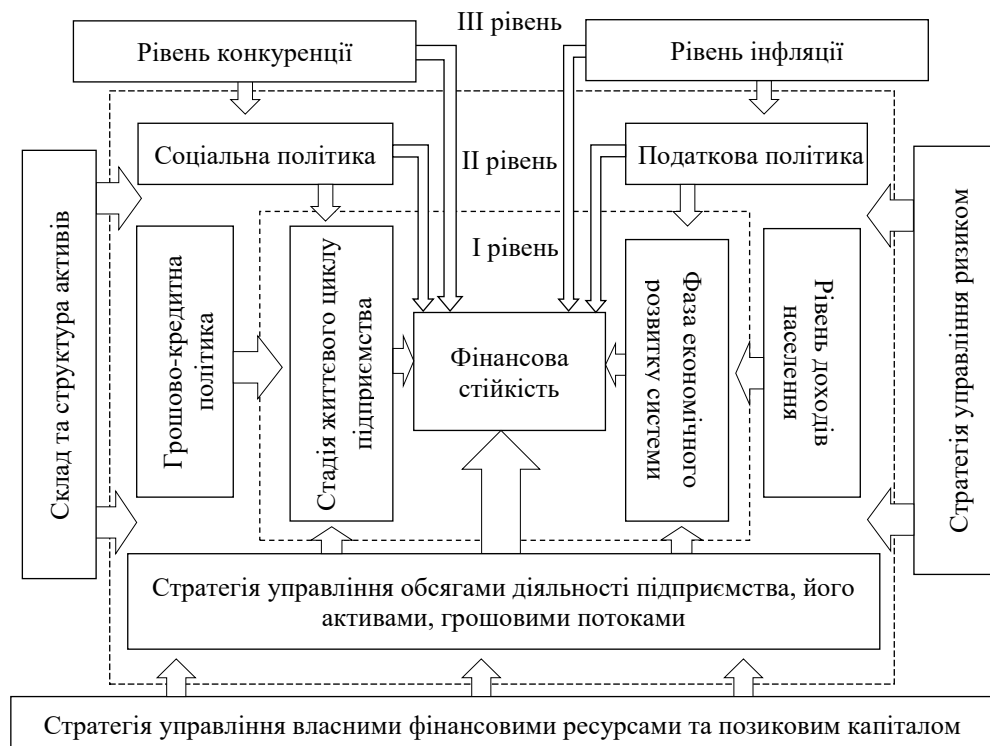 III рівень
Рівень конкуренції
Рівень інфляції
Соціальна політика
II рівень
Податкова політика
I рівень
Склад та структура активів
Грошово-кредитна
політика
Стадія життєвого циклу
підприємства
Фінансова
стійкість
Фаза економічного
розвитку системи
Рівень доходів
населення
Стратегія управління ризиком
Стратегія управління обсягами діяльності підприємства, його
активами, грошовими потоками
Стратегія управління власними фінансовими ресурсами та позиковим капіталом